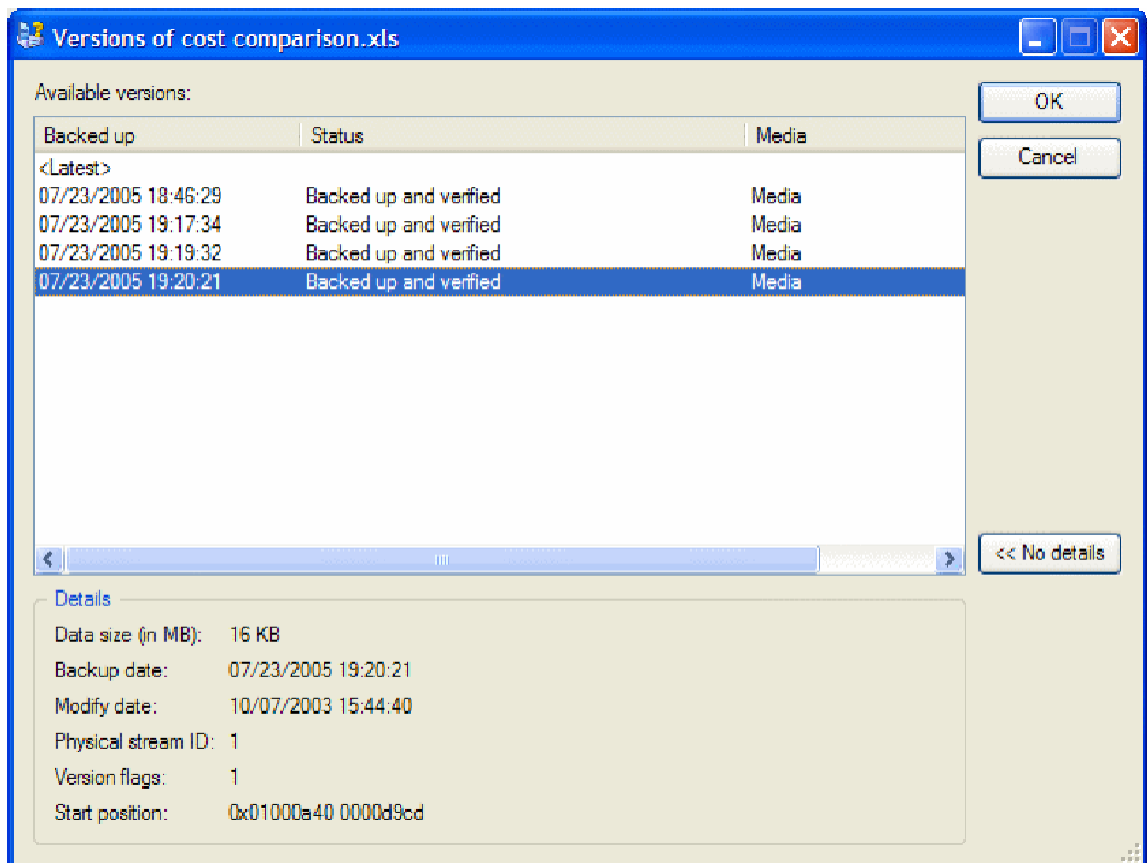 Versions of cost comparison.xls
Available versions:
OK
Cancel
Backed up Status Media
<Latest>
07/23/2005 18:46:29 Backed up and verified Media
07/23/2005 19:17:34 Backed up and verified Media
07/23/2005 19:19:32 Backed up and verified Media
07/23/2005 19:20:21 Backed up and verified Media
<< No details
Details
Data size (in MB): 16 KB
Backup date: 07/23/2005 19:20:21
Modify date: 10/07/2003 15:44:40
Physical stream ID: 1
Version flags: 1
Start position: 0x01000a40 0000d9cd